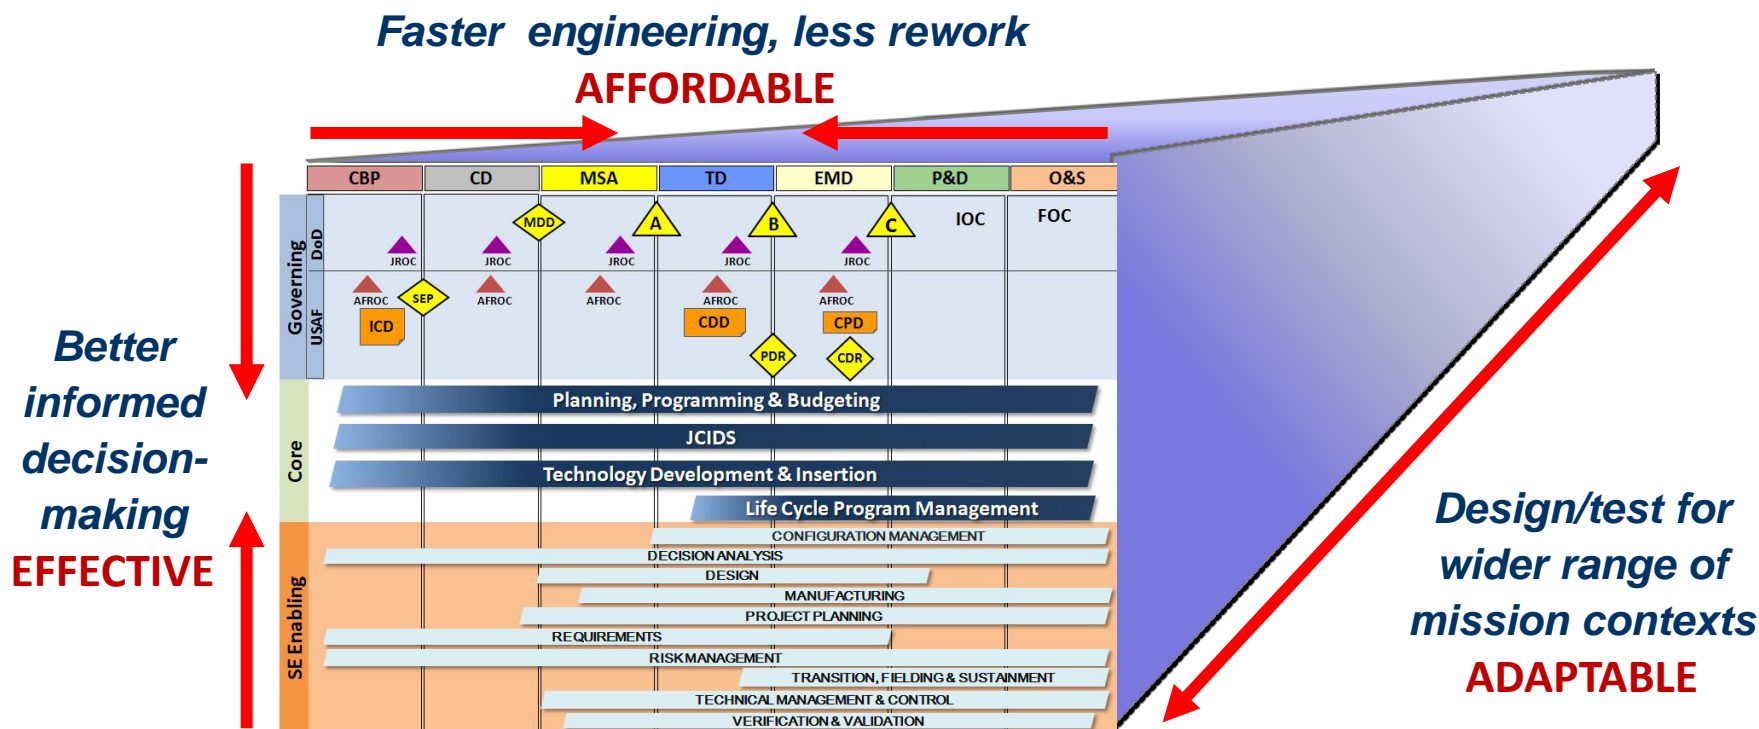 Faster engineering, less rework
AFFORDABLE
CBP CD MSA TD EMD P&D O&S
Governing
DoD
MDD A B C IOC FOC
JROC JROC JROC JROC JROC
USAF
AFROC SEP AFROC AFROC AFROC AFROC
ICD CDD CPD
PDR CDR
Better
informed
decision-
making
EFFECTIVE
Core
Planning, Programming & Budgeting
JCIDS
Technology Development & Insertion
Life Cycle Program Management
SE Enabling
CONFIGURATION MANAGEMENT
DECISION ANALYSIS
DESIGN
MANUFACTURING
PROJECT PLANNING
REQUIREMENTS
RISK MANAGEMENT
TRANSITION, FIELDING & SUSTAINMENT
TECHNICAL MANAGEMENT & CONTROL
VERIFICATION & VALIDATION
Design/test for
wider range of
mission contexts
ADAPTABLE